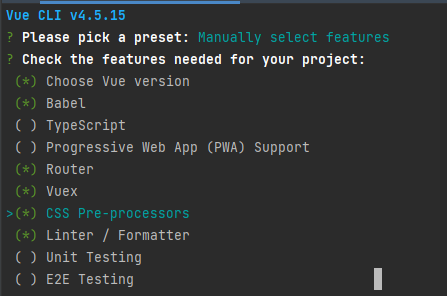 Vue CLI v4.5.15
? Please pick a preset: Manually select features
? Check the features needed for your project:
(*) Choose Vue version
(*) Babel
( ) TypeScript
( ) Progressive Web App (PWA) Support
(*) Router
(*) Vuex
>(*) CSS Pre-processors
(*) Linter / Formatter
( ) Unit Testing
( ) E2E Testing